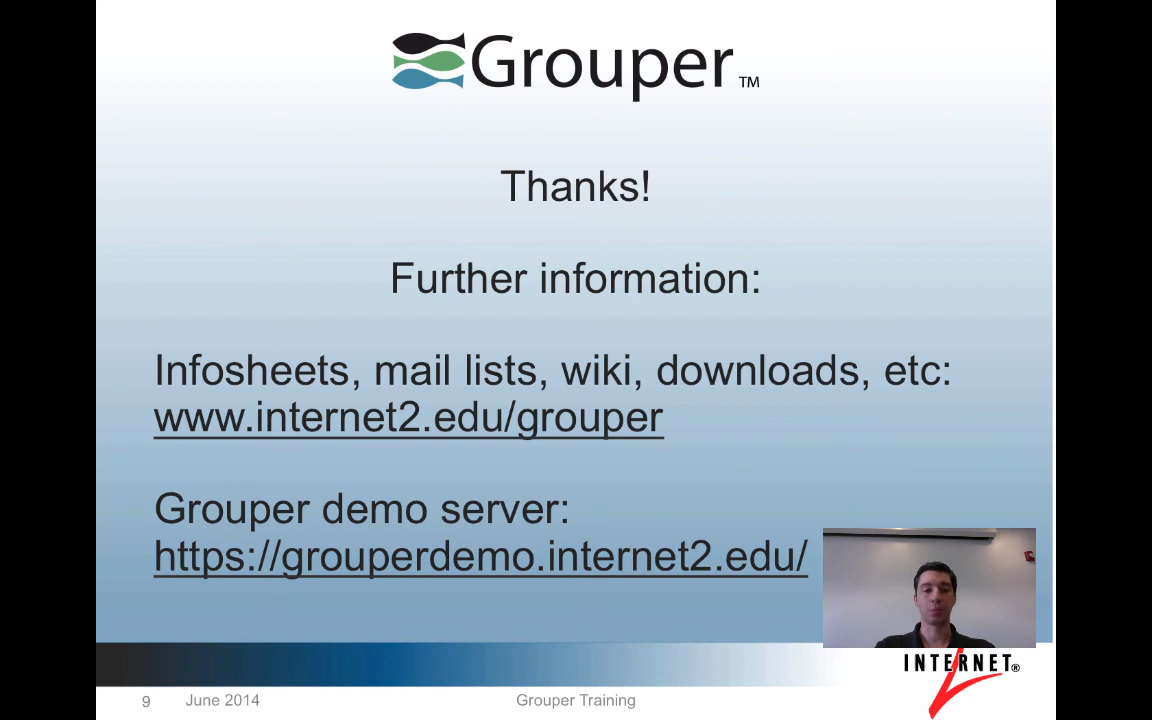 Grouper TM
Thanks!
Further information:
Infosheets, mail lists, wiki, downloads, etc:
www.internet2.edu/grouper
Grouper demo server:
https://grouperdemo.internet2.edu/
INTERNET®
2
9 June 2014 Grouper Training